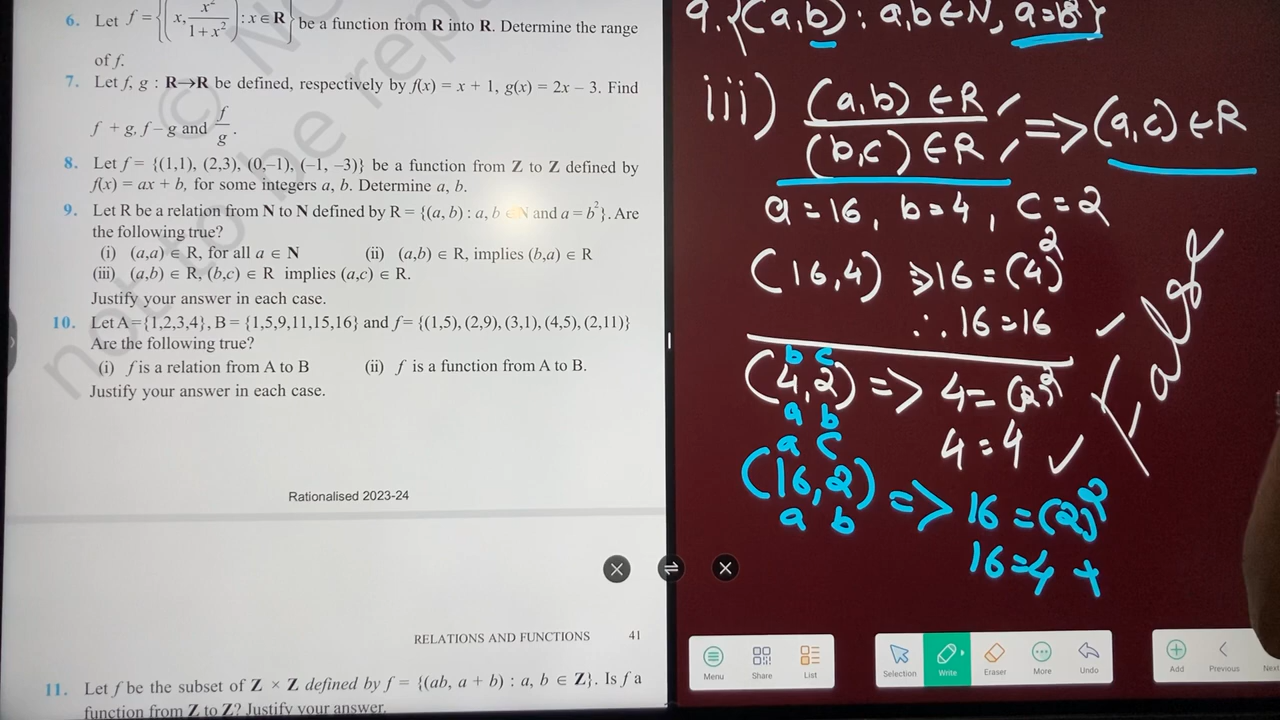 6. Let f = {(x, x²/(1+x²)) : x ∈ R} be a function from R into R. Determine the range
of f.
7. Let f, g : R→R be defined, respectively by f(x) = x + 1, g(x) = 2x – 3. Find
f + g, f – g and f/g.
8. Let f = {(1,1), (2,3), (0,–1), (–1, –3)} be a function from Z to Z defined by
f(x) = ax + b, for some integers a, b. Determine a, b.
9. Let R be a relation from N to N defined by R = {(a, b) : a, b ∈ N and a = b²}. Are
the following true?
(i) (a,a) ∈ R, for all a ∈ N (ii) (a,b) ∈ R, implies (b,a) ∈ R
(iii) (a,b) ∈ R, (b,c) ∈ R implies (a,c) ∈ R.
Justify your answer in each case.
10. Let A={1,2,3,4}, B = {1,5,9,11,15,16} and f = {(1,5), (2,9), (3,1), (4,5), (2,11)}
Are the following true?
(i) f is a relation from A to B (ii) f is a function from A to B.
Justify your answer in each case.
Rationalised 2023-24
RELATIONS AND FUNCTIONS 41
11. Let f be the subset of Z × Z defined by f = {(ab, a + b) : a, b ∈ Z}. Is f a
function from Z to Z? Justify your answer.
not to be repu
© N
9. {(a,b) : a,b ∈ N, a=b²}
iii) (a,b) ∈ R
(b,c) ∈ R => (a,c) ∈ R
a=16, b=4, c=2
(16,4) => 16 = (4)²
∴ 16=16 ✓
b c
(4,2) => 4=(2)²
a b
4=4 ✓
False
a c
(16,2) => 16=(2)²
a b
16=4 ×
Menu Share List Selection Write Eraser More Undo Add Previous Next